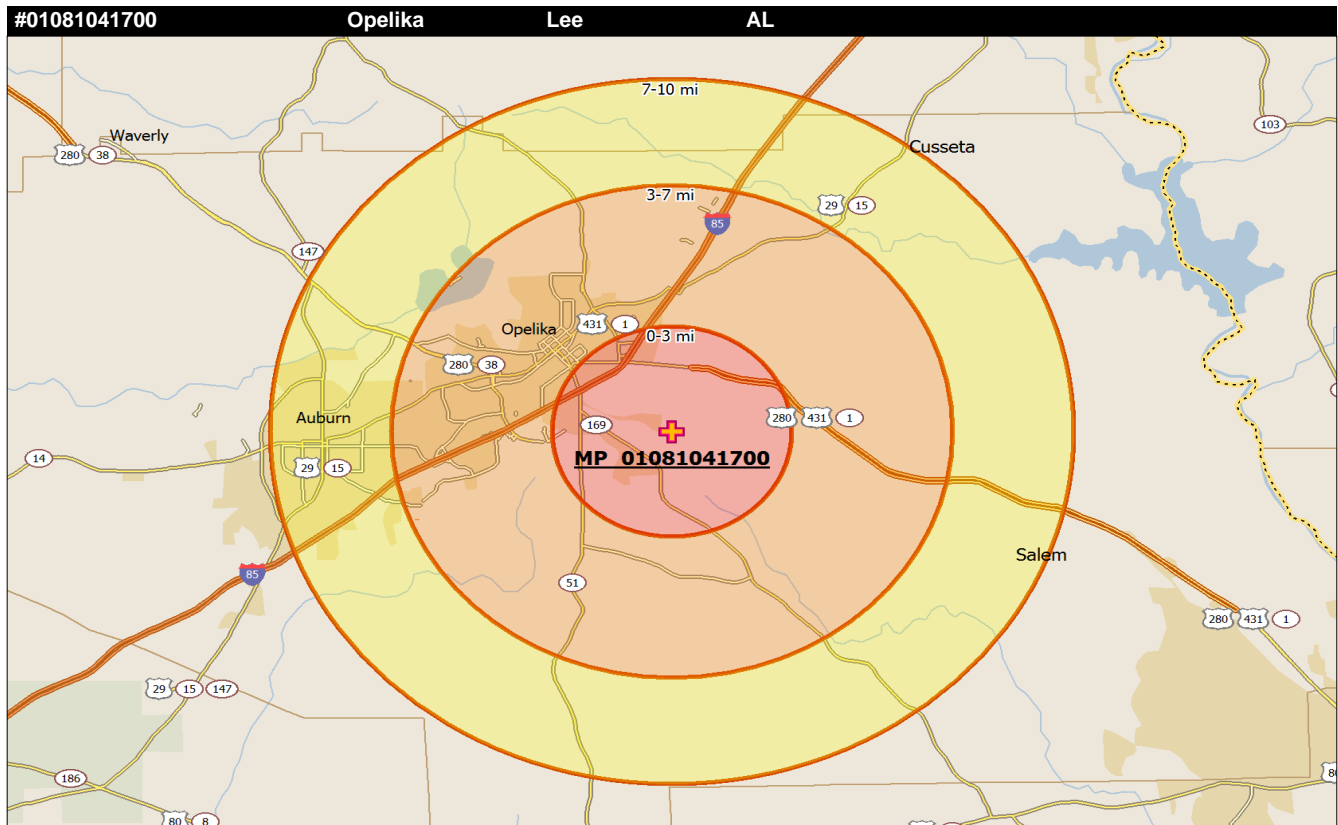 #01081041700 Opelika Lee AL
7-10 mi
Waverly
280 38
103
Cusseta
3-7 mi
29 15
85
147
Opelika
431 1
0-3 mi
280 38
Auburn
169
280 431 1
MP 01081041700
14
29 15
Salem
85
51
280 431 1
29 15 147
186
80 8